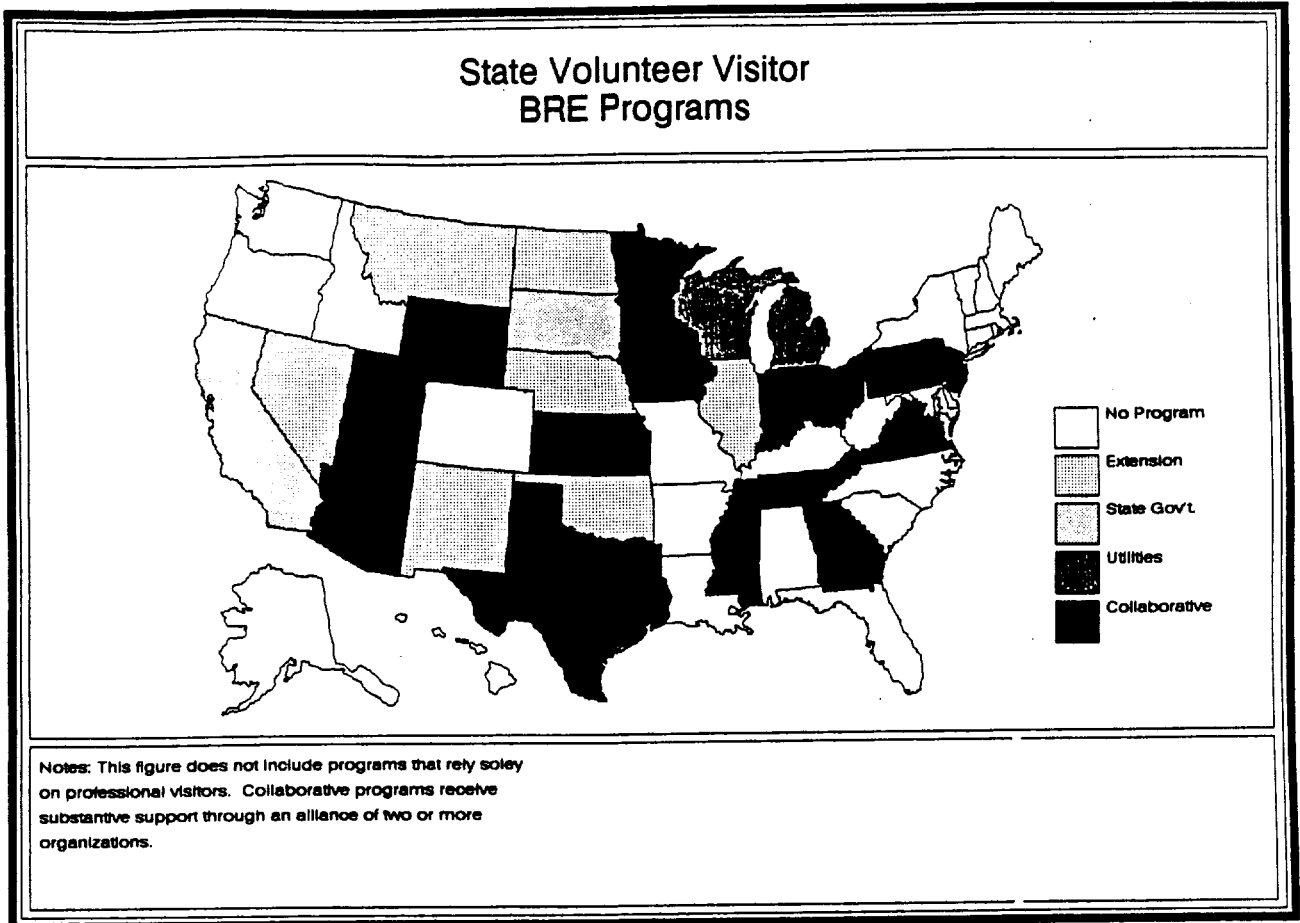 State Volunteer Visitor
BRE Programs
No Program
Extension
State Gov't.
Utilities
Collaborative
Notes: This figure does not include programs that rely soley
on professional visitors. Collaborative programs receive
substantive support through an alliance of two or more
organizations.